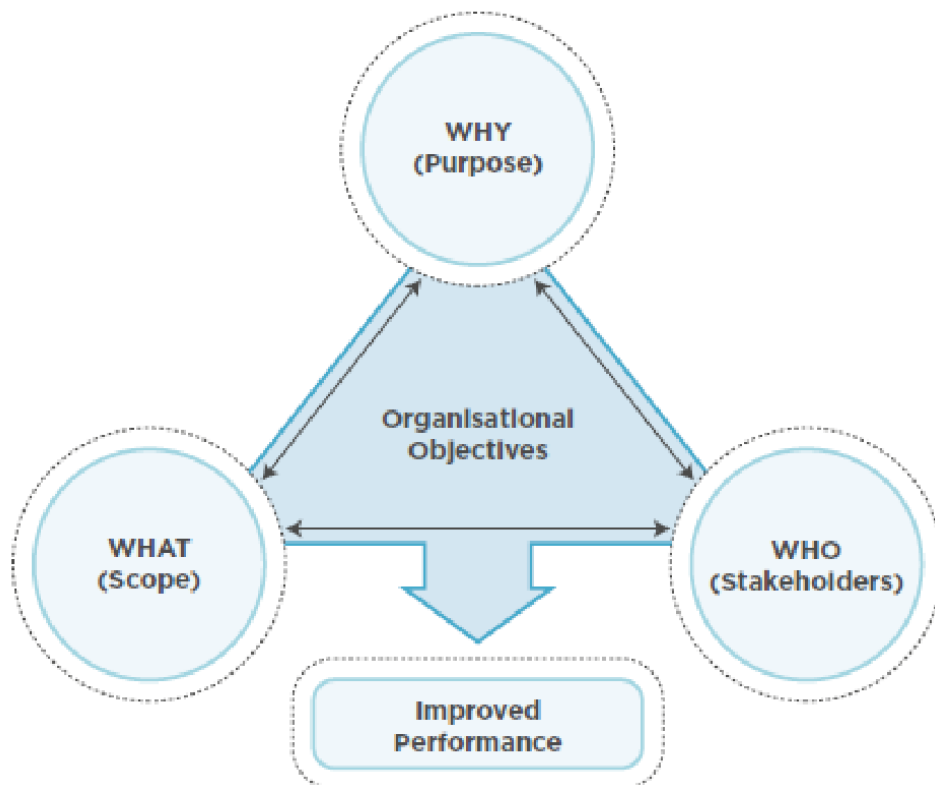 WHY
(Purpose)
Organisational
Objectives
WHAT
(Scope)
WHO
(Stakeholders)
Improved
Performance